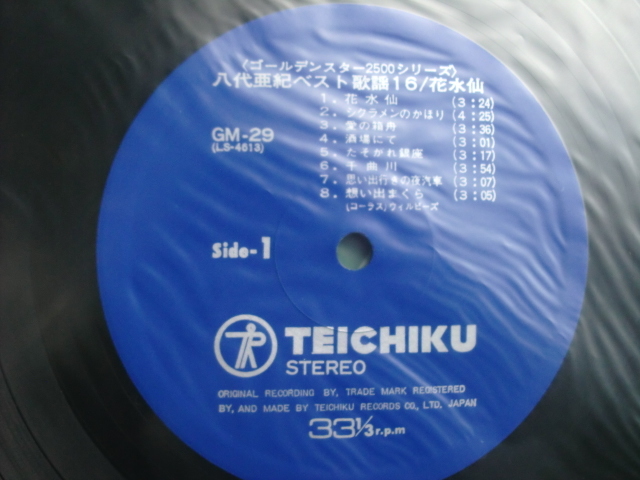 〈ゴールデンスター2500シリーズ〉
八代亜紀ベスト歌謡16/花水仙
GM-29
(LS-4613)
1. 花水仙 (3:24)
2. シクラメンのかほり (4:25)
3. 愛の箱舟 (3:36)
4. 酒場にて (3:01)
5. たそがれ銀座 (3:17)
6. 千曲川 (3:54)
7. 思い出行きの夜汽車 (3:07)
8. 想い出まくら (3:05)
(コーラス)ウィルビーズ
Side-1
TEICHIKU
STEREO
ORIGINAL RECORDING BY, TRADE MARK REGISTERED
BY, AND MADE BY TEICHIKU RECORDS CO., LTD. JAPAN
33 1/3 r.p.m